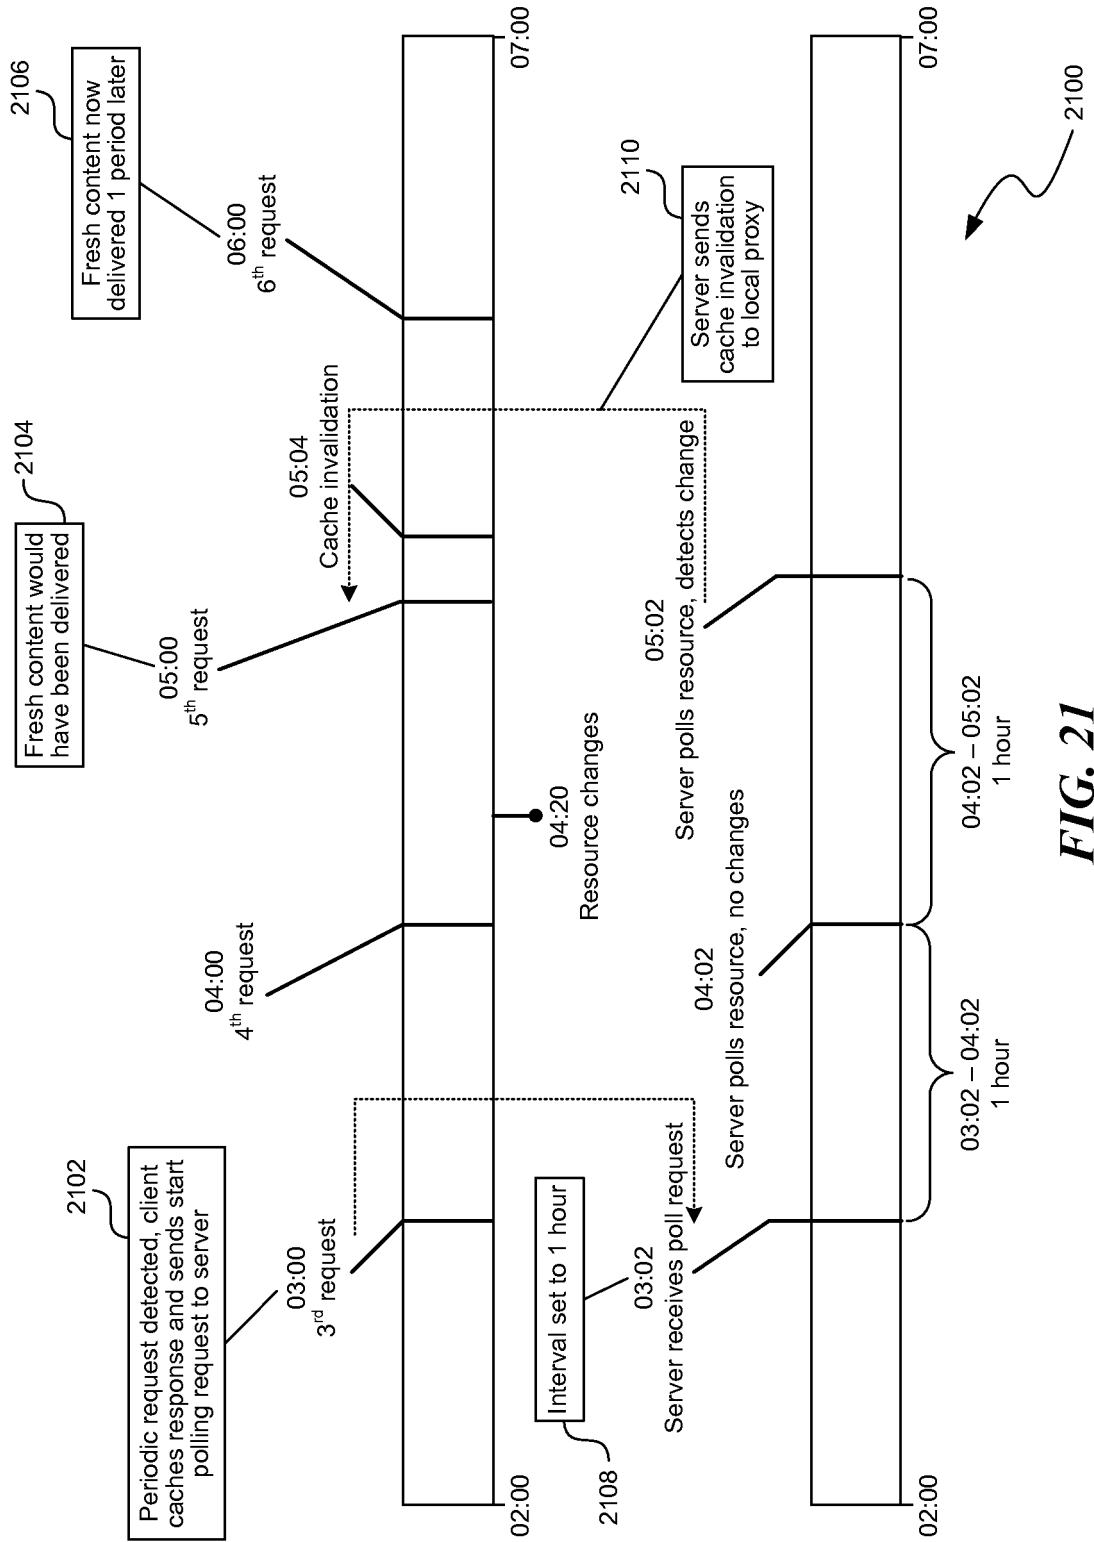 2102
Periodic request detected, client
caches response and sends start
polling request to server
2104
Fresh content would
have been delivered
2106
Fresh content now
delivered 1 period later
03:00
3rd request
04:00
4th request
05:00
5th request
05:04
Cache invalidation
06:00
6th request
02:00
07:00
04:20
Resource changes
2108
Interval set to 1 hour
03:02
Server receives poll request
04:02
Server polls resource, no changes
05:02
Server polls resource, detects change
2110
Server sends
cache invalidation
to local proxy
02:00
07:00
03:02 – 04:02
1 hour
04:02 – 05:02
1 hour
2100
FIG. 21